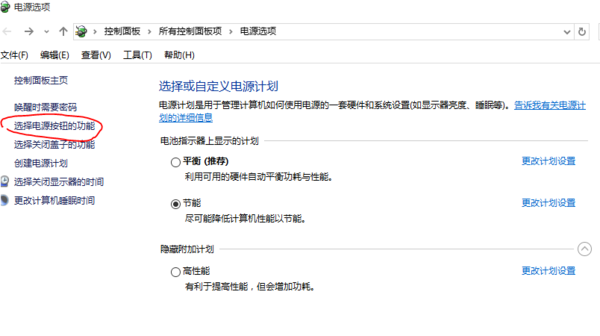 电源选项
控制面板 › 所有控制面板项 › 电源选项
文件(F) 编辑(E) 查看(V) 工具(T) 帮助(H)
控制面板主页
唤醒时需要密码
选择电源按钮的功能
选择关闭盖子的功能
创建电源计划
选择关闭显示器的时间
更改计算机睡眠时间
选择或自定义电源计划
电源计划是用于管理计算机如何使用电源的一套硬件和系统设置(如显示器亮度、睡眠等)。告诉我有关电源计
划的详细信息
电池指示器上显示的计划
平衡 (推荐) 更改计划设置
利用可用的硬件自动平衡功耗与性能。
节能 更改计划设置
尽可能降低计算机性能以节能。
隐藏附加计划
高性能 更改计划设置
有利于提高性能，但会增加功耗。